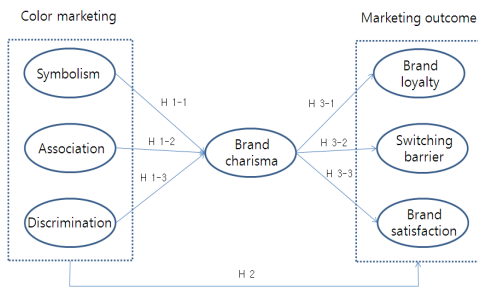 Color marketing
Marketing outcome
Symbolism
Association
Discrimination
H 1-1
H 1-2
H 1-3
Brand
charisma
H 3-1
H 3-2
H 3-3
Brand
loyalty
Switching
barrier
Brand
satisfaction
H 2